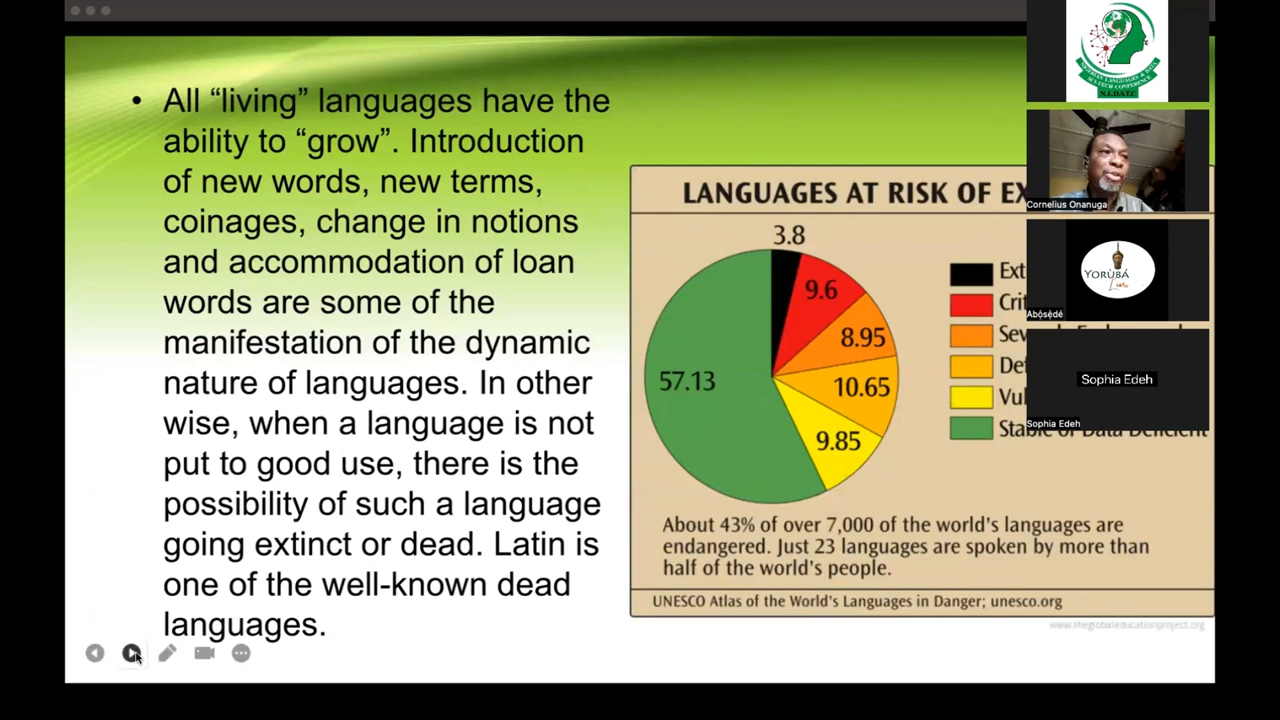 • All “living” languages have the
ability to “grow”. Introduction
of new words, new terms,
coinages, change in notions
and accommodation of loan
words are some of the
manifestation of the dynamic
nature of languages. In other
wise, when a language is not
put to good use, there is the
possibility of such a language
going extinct or dead. Latin is
one of the well-known dead
languages.
LANGUAGES AT RISK OF EX
3.8
9.6
8.95
10.65
9.85
57.13
Ext
Crit
Sev
Def
Vul
Stable or Data Deficient
About 43% of over 7,000 of the world's languages are
endangered. Just 23 languages are spoken by more than
half of the world's people.
UNESCO Atlas of the World's Languages in Danger; unesco.org
www.theglobaleducationproject.org
N.L.D.S.T.C.
Cornelius Onanuga
YORÙBÁ
Abọ́sẹ̀dé
Sophia Edeh
Sophia Edeh